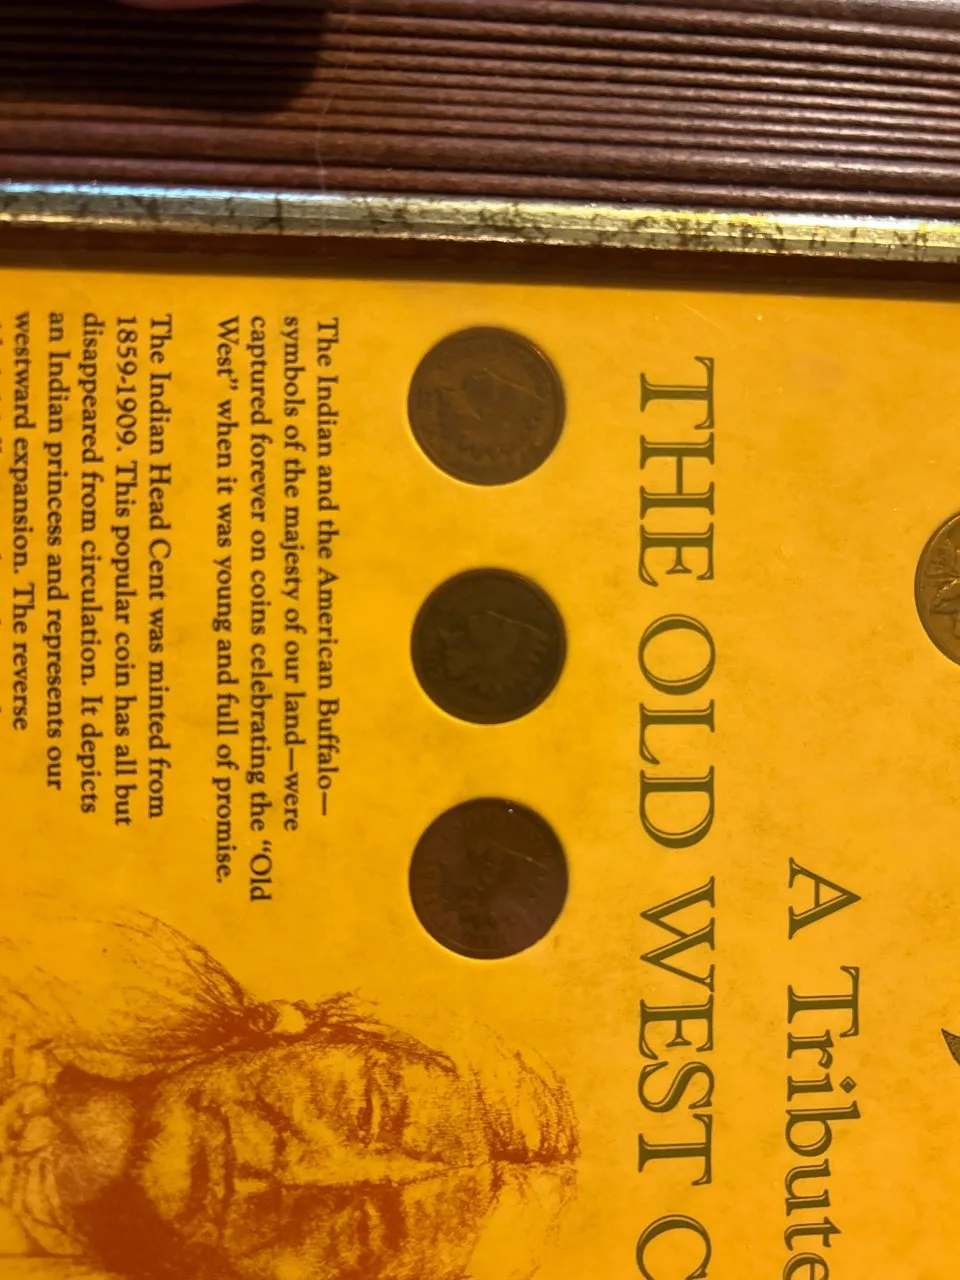 A Tribute
THE OLD WEST C
The Indian and the American Buffalo—
symbols of the majesty of our land—were
captured forever on coins celebrating the “Old
West” when it was young and full of promise.
The Indian Head Cent was minted from
1859-1909. This popular coin has all but
disappeared from circulation. It depicts
an Indian princess and represents our
westward expansion. The reverse